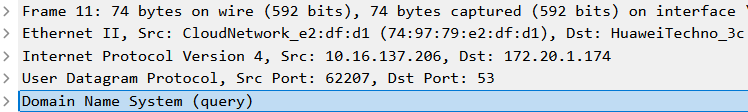 Frame 11: 74 bytes on wire (592 bits), 74 bytes captured (592 bits) on interface
Ethernet II, Src: CloudNetwork_e2:df:d1 (74:97:79:e2:df:d1), Dst: HuaweiTechno_3c
Internet Protocol Version 4, Src: 10.16.137.206, Dst: 172.20.1.174
User Datagram Protocol, Src Port: 62207, Dst Port: 53
Domain Name System (query)